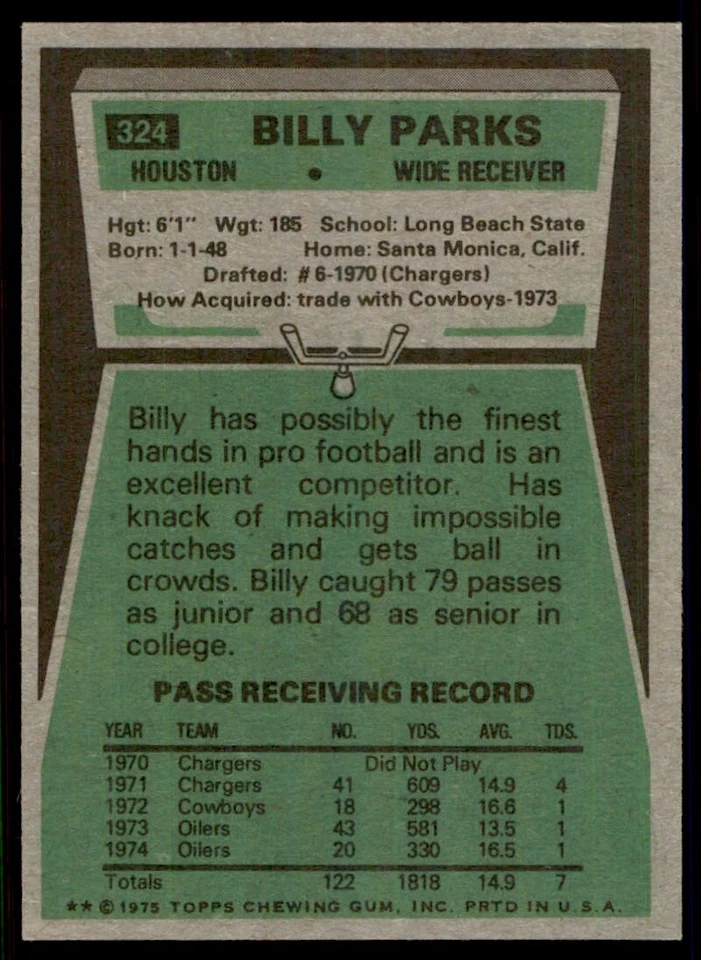 324 BILLY PARKS
HOUSTON • WIDE RECEIVER
Hgt: 6'1" Wgt: 185 School: Long Beach State
Born: 1-1-48 Home: Santa Monica, Calif.
Drafted: #6-1970 (Chargers)
How Acquired: trade with Cowboys-1973
Billy has possibly the finest
hands in pro football and is an
excellent competitor. Has
knack of making impossible
catches and gets ball in
crowds. Billy caught 79 passes
as junior and 68 as senior in
college.
PASS RECEIVING RECORD
YEAR TEAM NO. YDS. AVG. TDS.
1970 Chargers Did Not Play
1971 Chargers 41 609 14.9 4
1972 Cowboys 18 298 16.6 1
1973 Oilers 43 581 13.5 1
1974 Oilers 20 330 16.5 1
Totals 122 1818 14.9 7
** © 1975 TOPPS CHEWING GUM, INC. PRTD IN U.S.A.